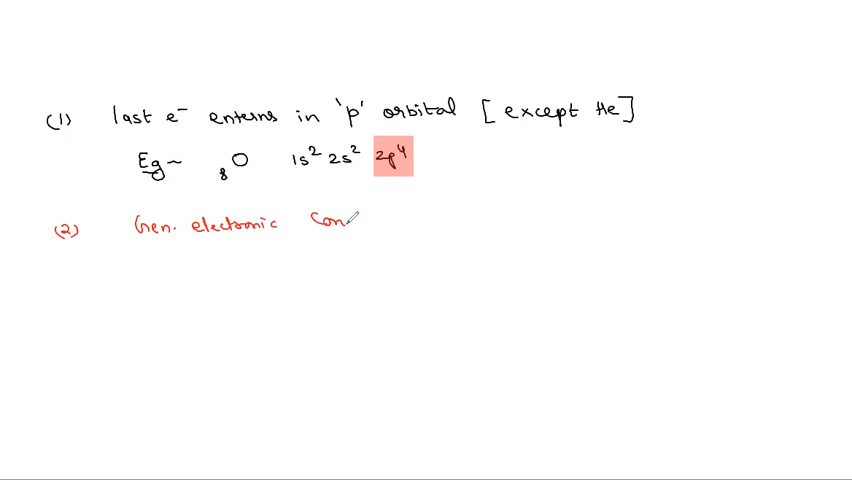 (1) last e⁻ enterns in 'p' orbital [except He]
Eg ~ ₈O 1s² 2s² 2p⁴
(2) Gen. electronic Con